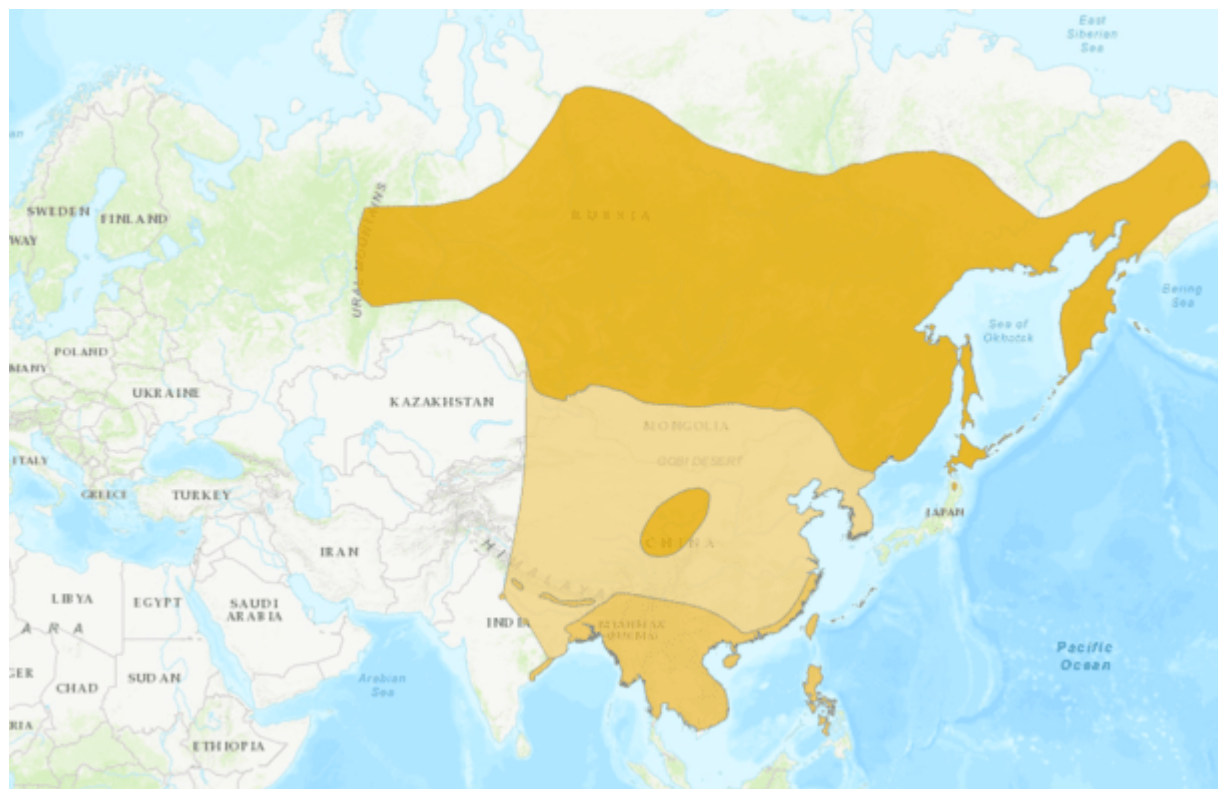 East
Siberian
Sea
SWEDEN
FINLAND
WAY
URAL MOUNTAINS
RUSSIA
Bering
Sea
Sea of
Okhotsk
POLAND
MANY
UKRAINE
KAZAKHSTAN
MONGOLIA
GOBI DESERT
ITALY
GREECE
TURKEY
JAPAN
IRAN
CHINA
HIMALAYA
LIBYA
EGYPT
SAUDI
ARABIA
INDIA
A R A
Pacific
Ocean
GER
CHAD
SUDAN
Arabian
Sea
RIA
ETHIOPIA